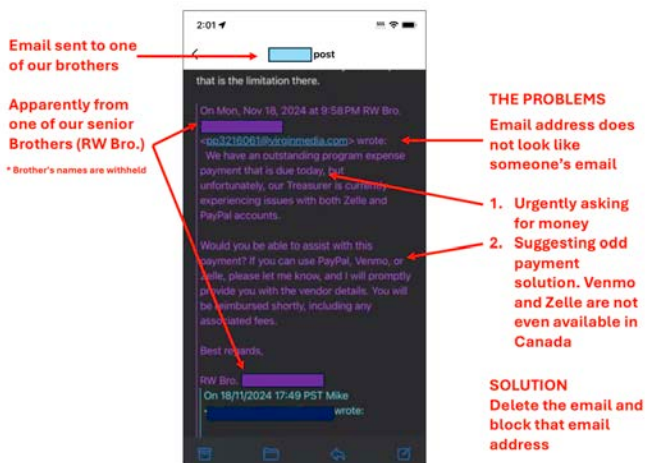 Email sent to one
of our brothers
Apparently from
one of our senior
Brothers (RW Bro.)
* Brother's names are withheld
2:01
post
that is the limitation there.
On Mon, Nov 18, 2024 at 9:58 PM RW Bro.
<pp3216061@virginmedia.com> wrote:
We have an outstanding program expense
payment that is due today, but
unfortunately, our Treasurer is currently
experiencing issues with both Zelle and
PayPal accounts.
Would you be able to assist with this
payment? If you can use PayPal, Venmo, or
Zelle, please let me know, and I will promptly
provide you with the vendor details. You will
be reimbursed shortly, including any
associated fees.
Best regards,
RW Bro.
On 18/11/2024 17:49 PST Mike
wrote:
THE PROBLEMS
Email address does
not look like
someone's email
1. Urgently asking
for money
2. Suggesting odd
payment
solution. Venmo
and Zelle are not
even available in
Canada
SOLUTION
Delete the email and
block that email
address